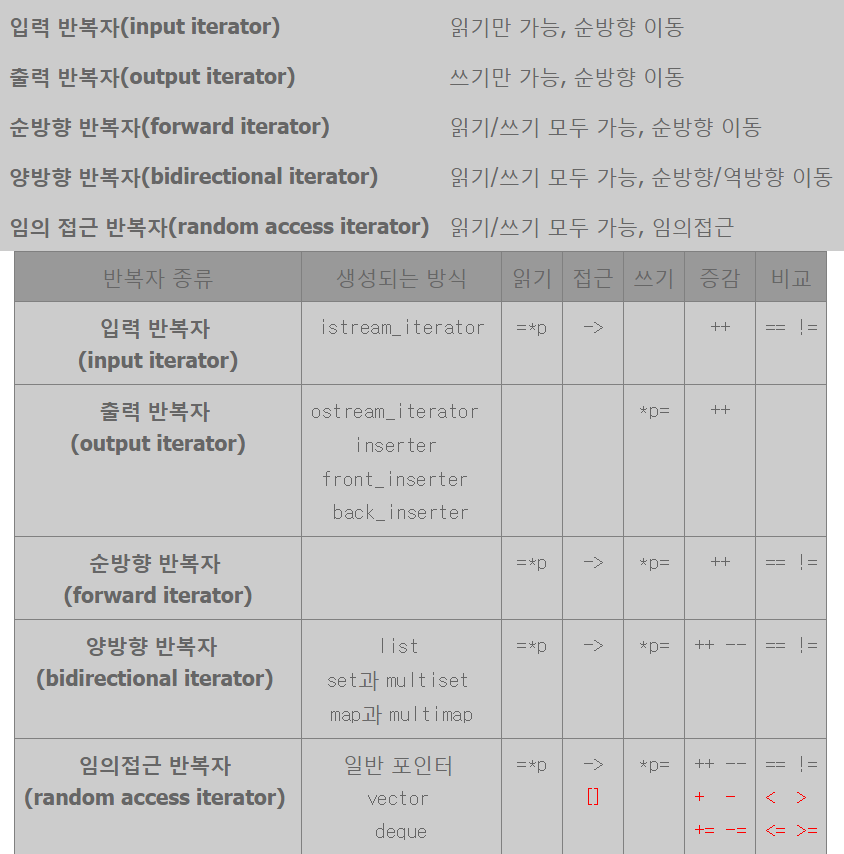 입력 반복자(input iterator) 읽기만 가능, 순방향 이동
출력 반복자(output iterator) 쓰기만 가능, 순방향 이동
순방향 반복자(forward iterator) 읽기/쓰기 모두 가능, 순방향 이동
양방향 반복자(bidirectional iterator) 읽기/쓰기 모두 가능, 순방향/역방향 이동
임의 접근 반복자(random access iterator) 읽기/쓰기 모두 가능, 임의접근
반복자 종류 생성되는 방식 읽기 접근 쓰기 증감 비교
입력 반복자 istream_iterator =*p -> ++ == !=
(input iterator)
출력 반복자 ostream_iterator *p= ++
(output iterator) inserter
front_inserter
back_inserter
순방향 반복자 =*p -> *p= ++ == !=
(forward iterator)
양방향 반복자 list =*p -> *p= ++ -- == !=
(bidirectional iterator) set과 multiset
map과 multimap
임의접근 반복자 일반 포인터 =*p -> *p= ++ -- == !=
(random access iterator) vector [] + - < >
deque += -= <= >=